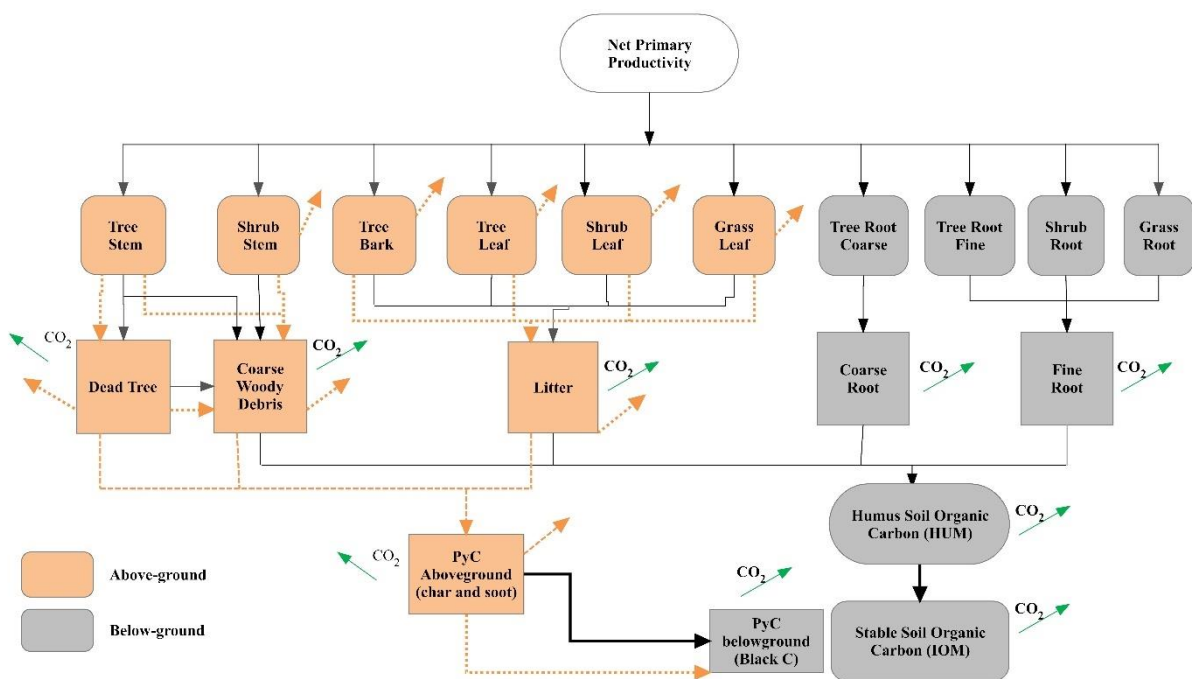 Net Primary
Productivity
Tree
Stem
Shrub
Stem
Tree
Bark
Tree
Leaf
Shrub
Leaf
Grass
Leaf
Tree Root
Coarse
Tree Root
Fine
Shrub
Root
Grass
Root
CO2
Dead Tree
Coarse
Woody
Debris
CO2
Litter
CO2
Coarse
Root
CO2
Fine
Root
CO2
Humus Soil Organic
Carbon (HUM)
CO2
PyC
Aboveground
(char and soot)
CO2
CO2
PyC
belowground
(Black C)
Stable Soil Organic
Carbon (IOM)
CO2
Above-ground
Below-ground